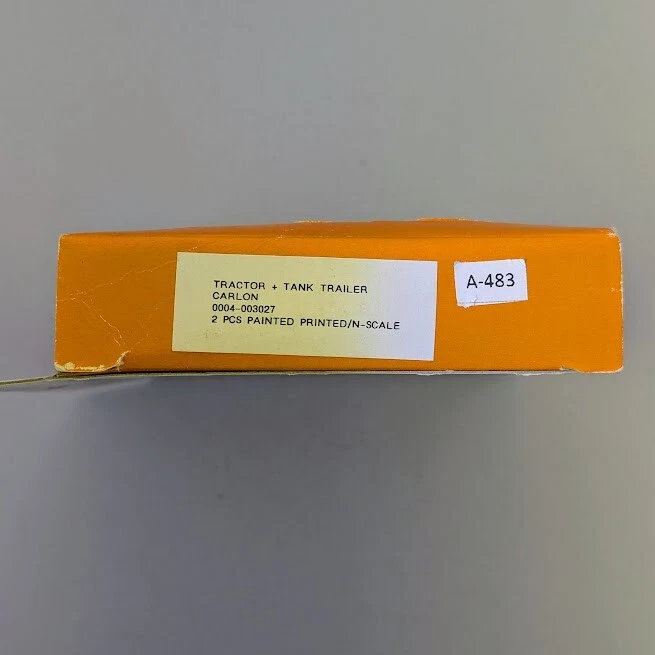 TRACTOR + TANK TRAILER
CARLON
0004-003027
2 PCS PAINTED PRINTED/N-SCALE
A-483